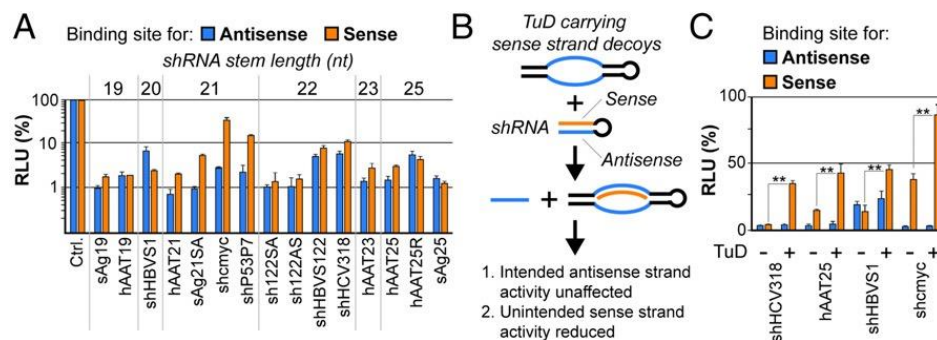 A
Binding site for: Antisense Sense
shRNA stem length (nt)
19 20 21 22 23 25
RLU (%)
100
10
1
Ctrl.
sAg19
hAAT19
shHBVS1
hAAT21
sAg21SA
shcmyc
shP53P7
sh122SA
sh122AS
shHBVS122
shHCV318
hAAT23
hAAT25
hAAT25R
sAg25
B
TuD carrying
sense strand decoys
+
Sense
shRNA
Antisense
+
1. Intended antisense strand
activity unaffected
2. Unintended sense strand
activity reduced
C
Binding site for:
Antisense
Sense
RLU (%)
100
50
0
** ** ** **
TuD - + - + - + - +
shHCV318
hAAT25
shHBVS1
shcmyc